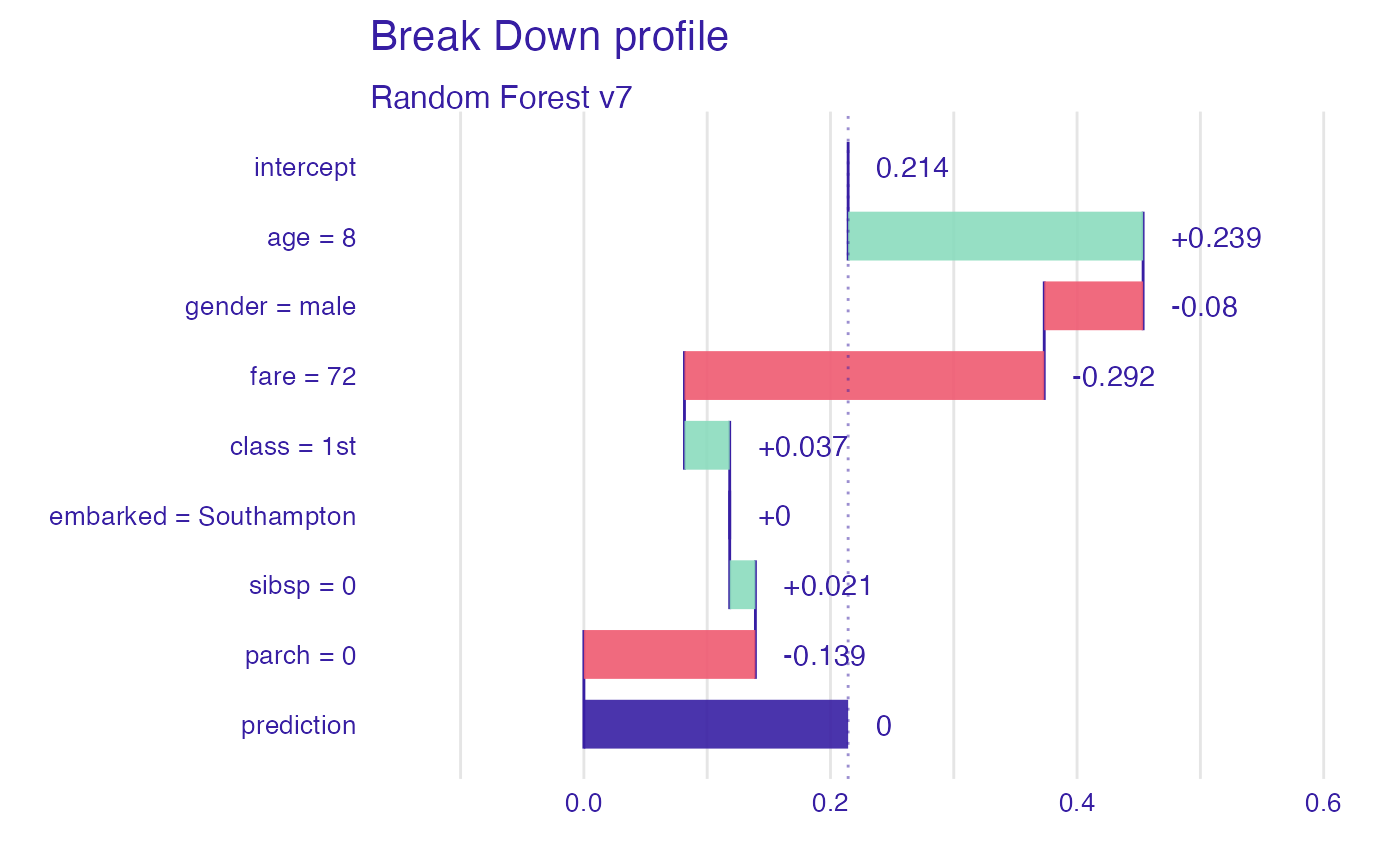 Break Down profile
Random Forest v7
intercept 0.214
age = 8 +0.239
gender = male -0.08
fare = 72 -0.292
class = 1st +0.037
embarked = Southampton +0
sibsp = 0 +0.021
parch = 0 -0.139
prediction 0
0.0 0.2 0.4 0.6